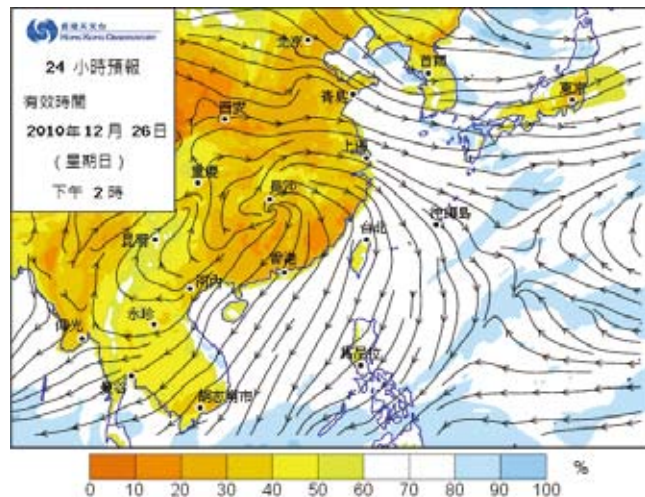 香港天文台
HONG KONG OBSERVATORY
24 小時預報
有效時間
2010年12月 26日
(星期日)
下午 2時
北京
首爾
青島
東京
西安
上海
重慶
長沙
沖繩島
台北
昆明
香港
河內
永珍
仰光
馬尼拉
曼谷
胡志明市
0 10 20 30 40 50 60 70 80 90 100 %